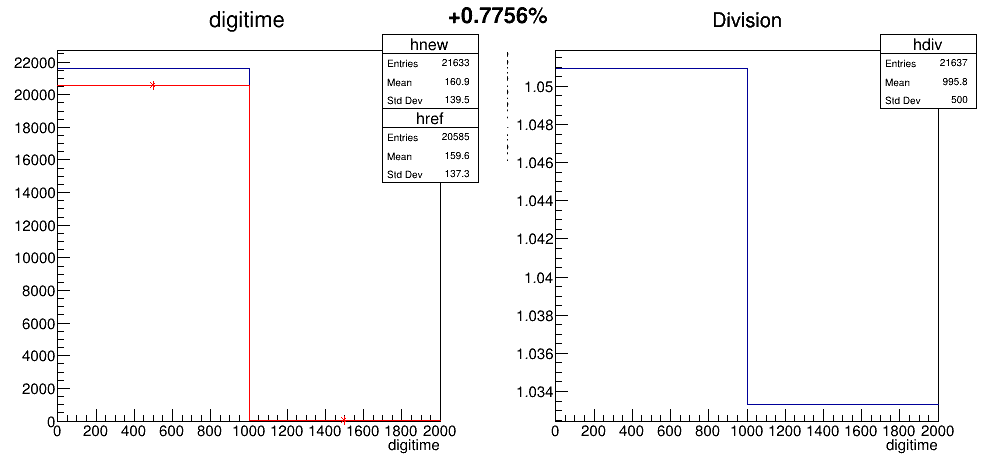 digitime
+0.7756%
Division
hnew
Entries 21633
Mean 160.9
Std Dev 139.5
href
Entries 20585
Mean 159.6
Std Dev 137.3
22000
20000
18000
16000
14000
12000
10000
8000
6000
4000
2000
0
0 200 400 600 800 1000 1200 1400 1600 1800 2000
digitime
hdiv
Entries 21637
Mean 995.8
Std Dev 500
1.05
1.048
1.046
1.044
1.042
1.04
1.038
1.036
1.034
0 200 400 600 800 1000 1200 1400 1600 1800 2000
digitime